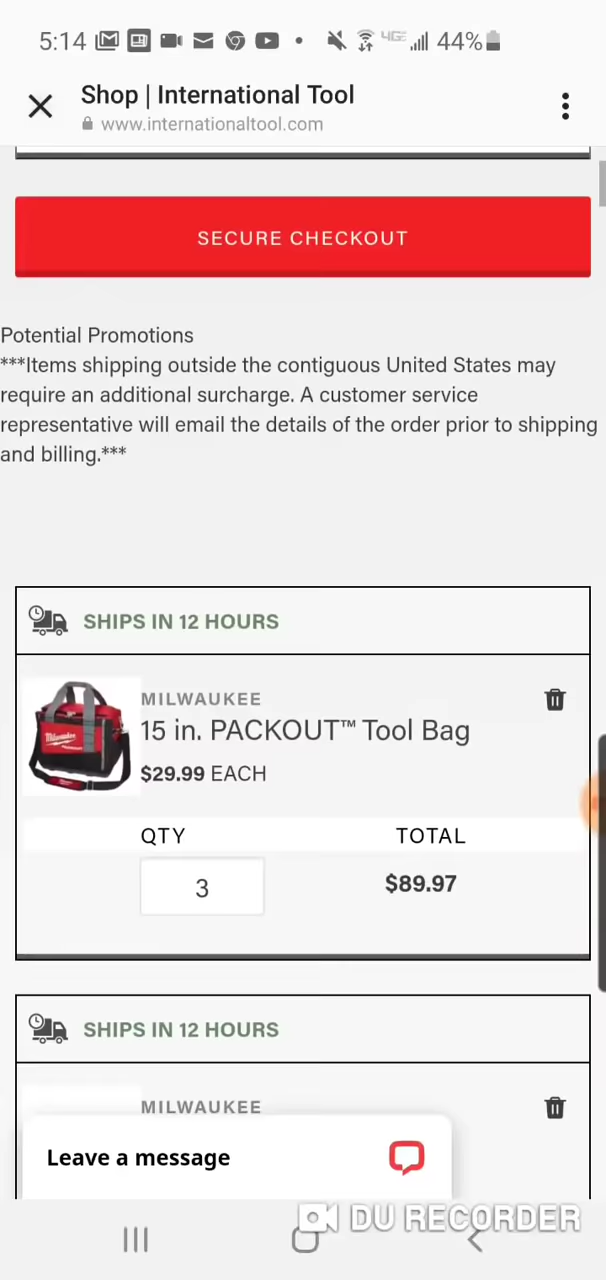 5:14 4GE 44%
Shop | International Tool
www.internationaltool.com
SECURE CHECKOUT
Potential Promotions
***Items shipping outside the contiguous United States may
require an additional surcharge. A customer service
representative will email the details of the order prior to shipping
and billing.***
SHIPS IN 12 HOURS
MILWAUKEE
15 in. PACKOUT™ Tool Bag
Milwaukee
$29.99 EACH
QTY TOTAL
3 $89.97
SHIPS IN 12 HOURS
MILWAUKEE
Leave a message
DU RECORDER